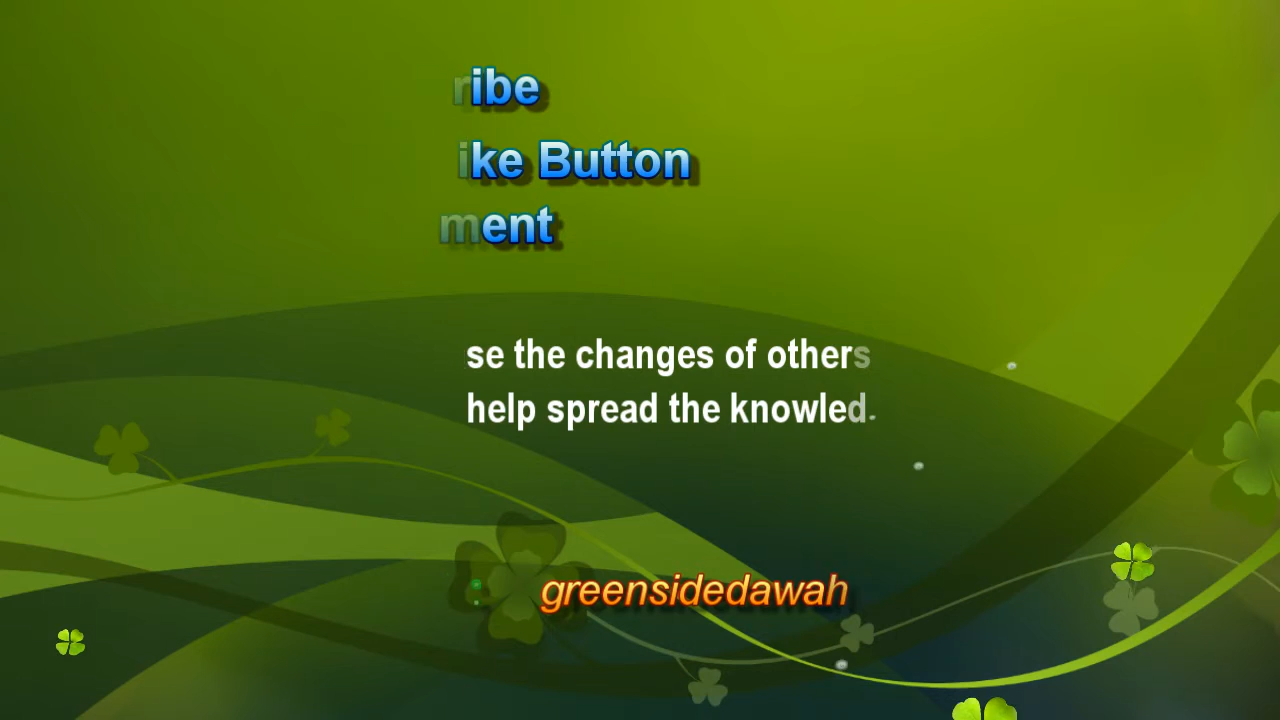 ribe
ike Button
ment
se the changes of others
help spread the knowled
: greensidedawah